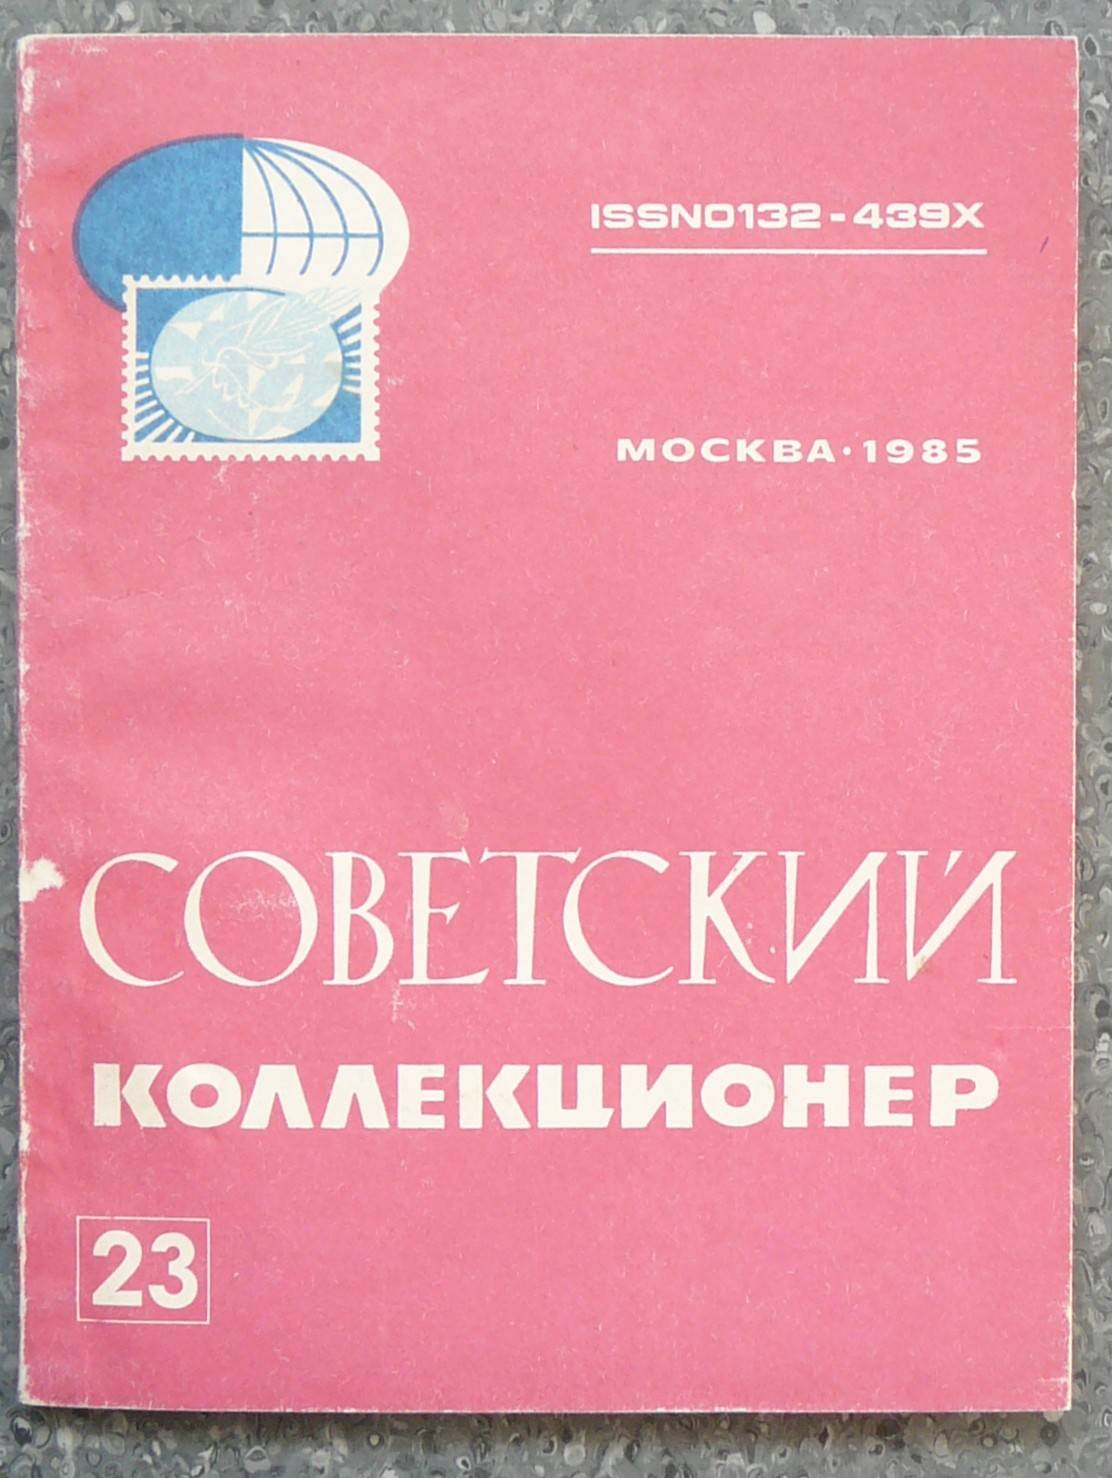 ISSN0132-439X
МОСКВА·1985
СОВЕТСКИЙ
КОЛЛЕКЦИОНЕР
23